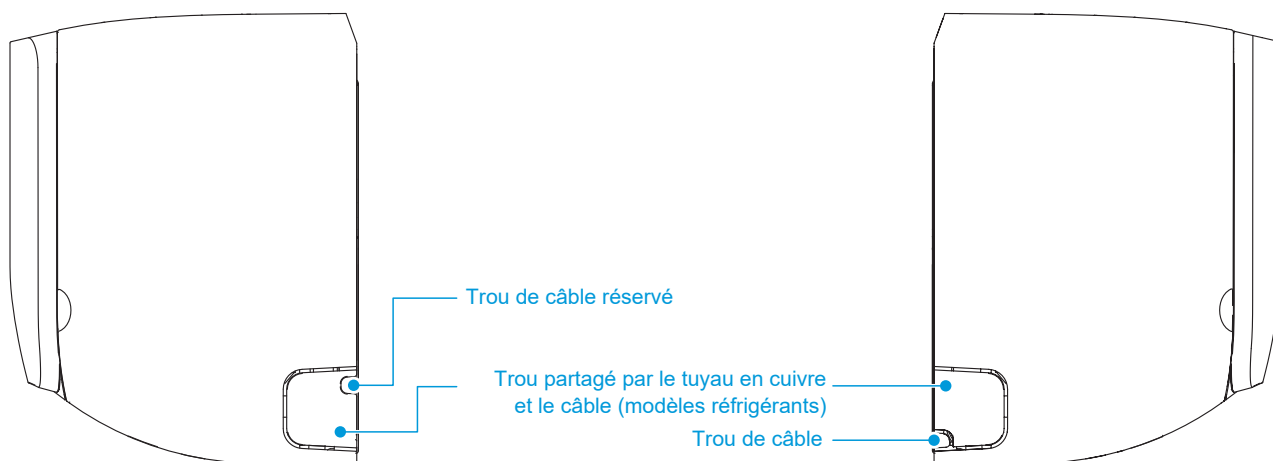 Trou de câble réservé
Trou partagé par le tuyau en cuivre
et le câble (modèles réfrigérants)
Trou de câble